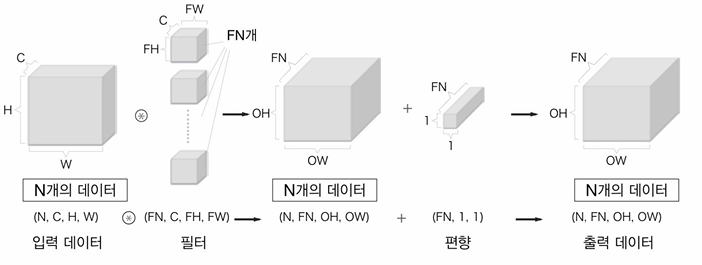 C
H
W
C
FW
FH
FN개
⊛
FN
OH
OW
+
FN
1
1
FN
OH
OW
N개의 데이터
N개의 데이터
N개의 데이터
(N, C, H, W) ⊛ (FN, C, FH, FW) → (N, FN, OH, OW) + (FN, 1, 1) → (N, FN, OH, OW)
입력 데이터 필터 편향 출력 데이터